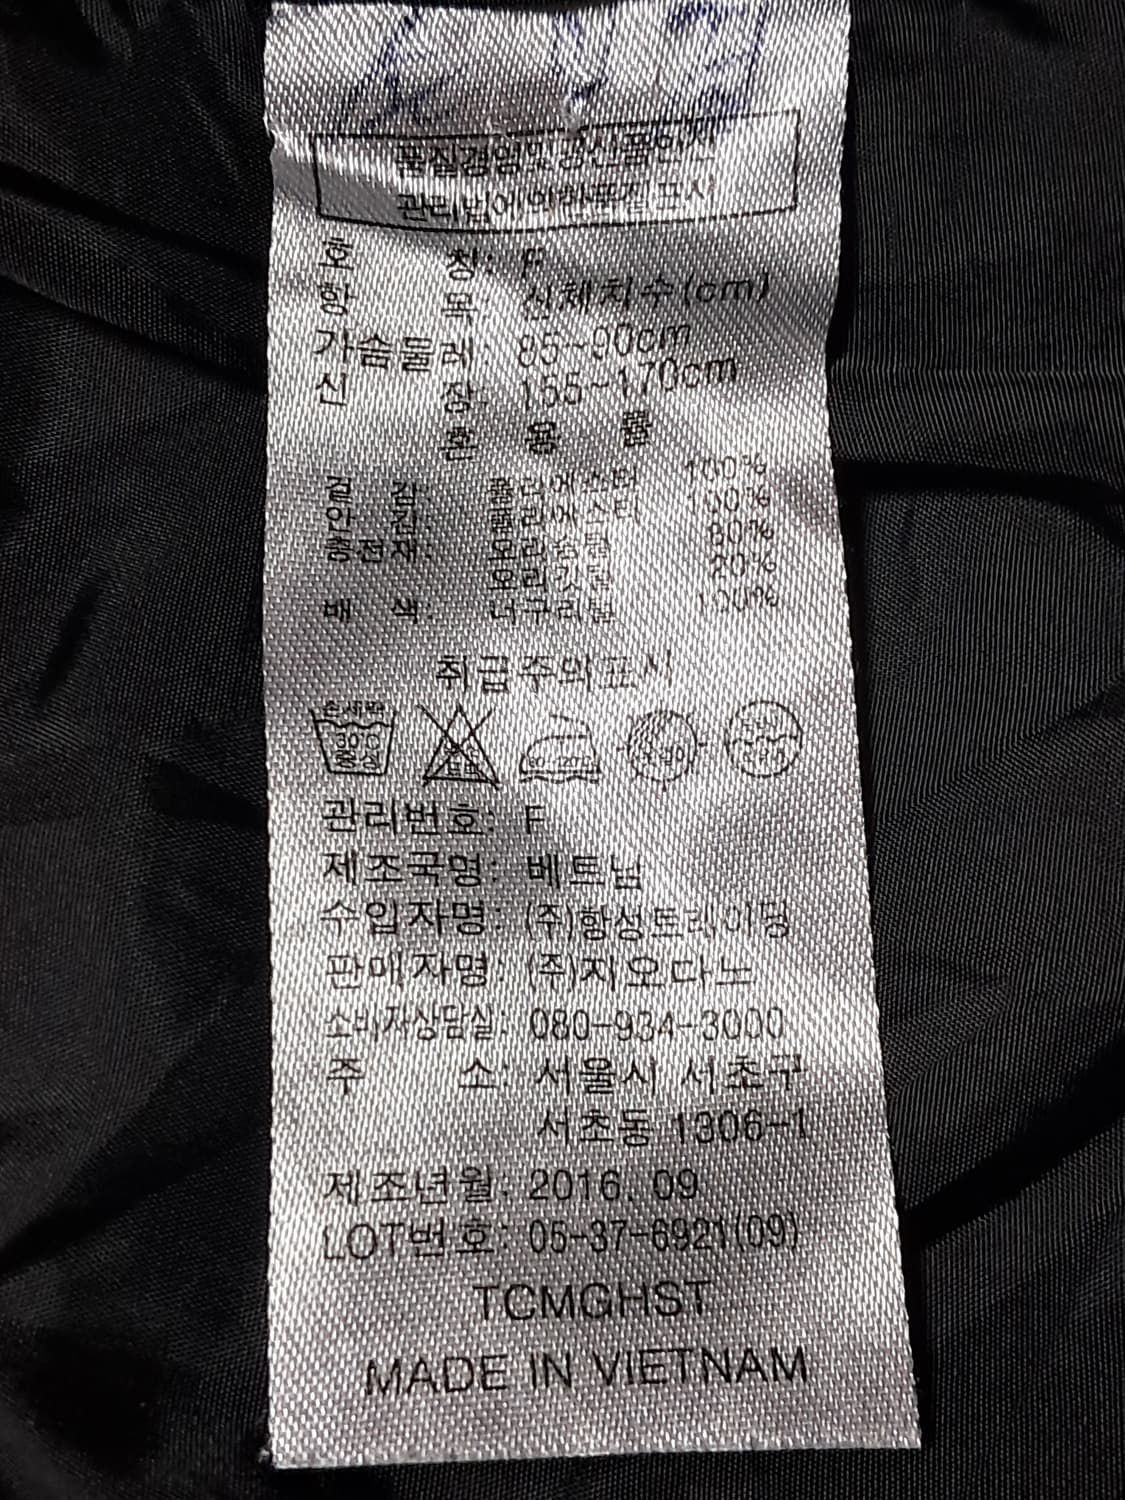 품질경영및공산품안전
관리법에의한품질표시
호 칭: F
항 목: 신체치수(cm)
가슴둘레: 85~90cm
신 장: 155~170cm
혼 용 률
겉 감: 폴리에스터 100%
안 감: 폴리에스터 100%
충전재: 오리솜털 80%
오리깃털 20%
배 색: 너구리털 100%
취급주의표시
손세탁
중성
관리번호: F
제조국명: 베트남
수입자명: (주)항성트레이딩
판매자명: (주)지오다노
소비자상담실: 080-934-3000
주 소: 서울시 서초구
서초동 1306-1
제조년월: 2016. 09
LOT번호: 05-37-6921(09)
TCMGHST
MADE IN VIETNAM